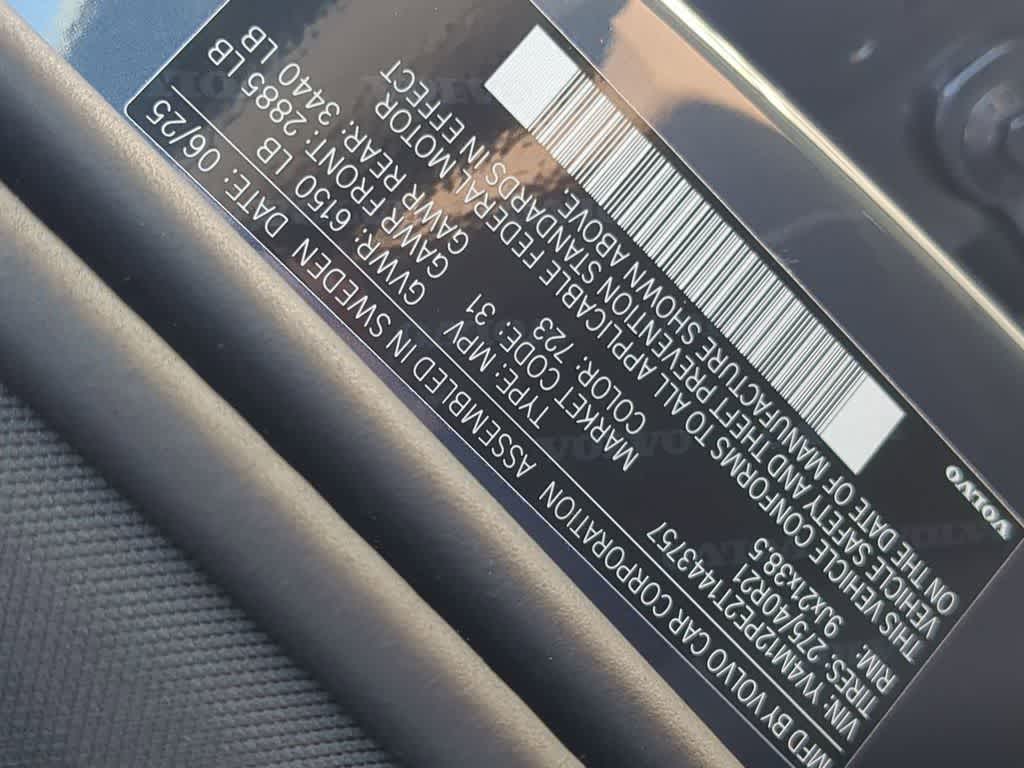 MFD BY VOLVO CAR CORPORATION ASSEMBLED IN SWEDEN DATE: 06/25
VIN: YV4M12PE2T1443757 TYPE: MPV GVWR: 6150 LB
TIRES: 275/40R21 MARKET CODE: 31 GAWR FRONT: 2885 LB
RIM: 9Jx21x38.5 COLOR: 723 GAWR REAR: 3440 LB
THIS VEHICLE CONFORMS TO ALL APPLICABLE FEDERAL MOTOR
VEHICLE SAFETY AND THEFT PREVENTION STANDARDS IN EFFECT
ON THE DATE OF MANUFACTURE SHOWN ABOVE
VOLVO